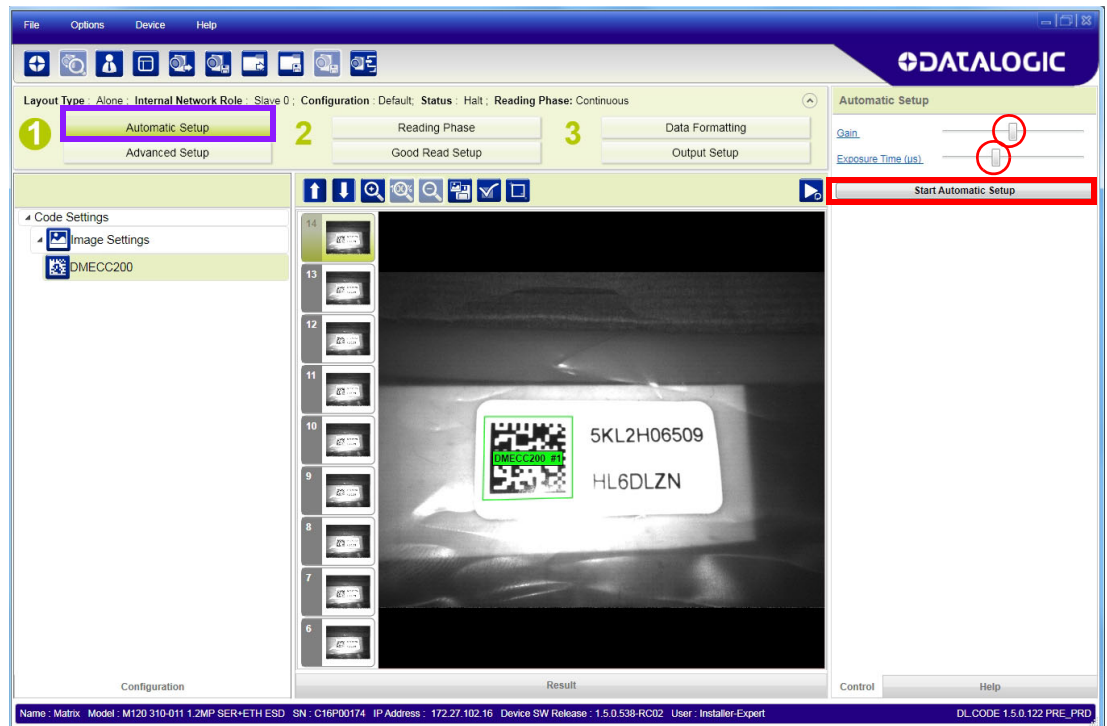 File Options Device Help
DATALOGIC
Layout Type : Alone ; Internal Network Role : Slave 0 ; Configuration : Default; Status : Halt ; Reading Phase: Continuous
1 Automatic Setup 2 Reading Phase 3 Data Formatting
Advanced Setup Good Read Setup Output Setup
Automatic Setup
Gain
Exposure Time (µs)
Start Automatic Setup
Code Settings
Image Settings
DMECC200
14
13
12
11
10
9
8
7
6
5KL2H06509
DMECC200 #1
HL6DLZN
Configuration Result Control Help
Name : Matrix Model : M120 310-011 1.2MP SER+ETH ESD SN : C16P00174 IP Address : 172.27.102.16 Device SW Release : 1.5.0.538-RC02 User : Installer-Expert DL.CODE 1.5.0.122 PRE_PRD